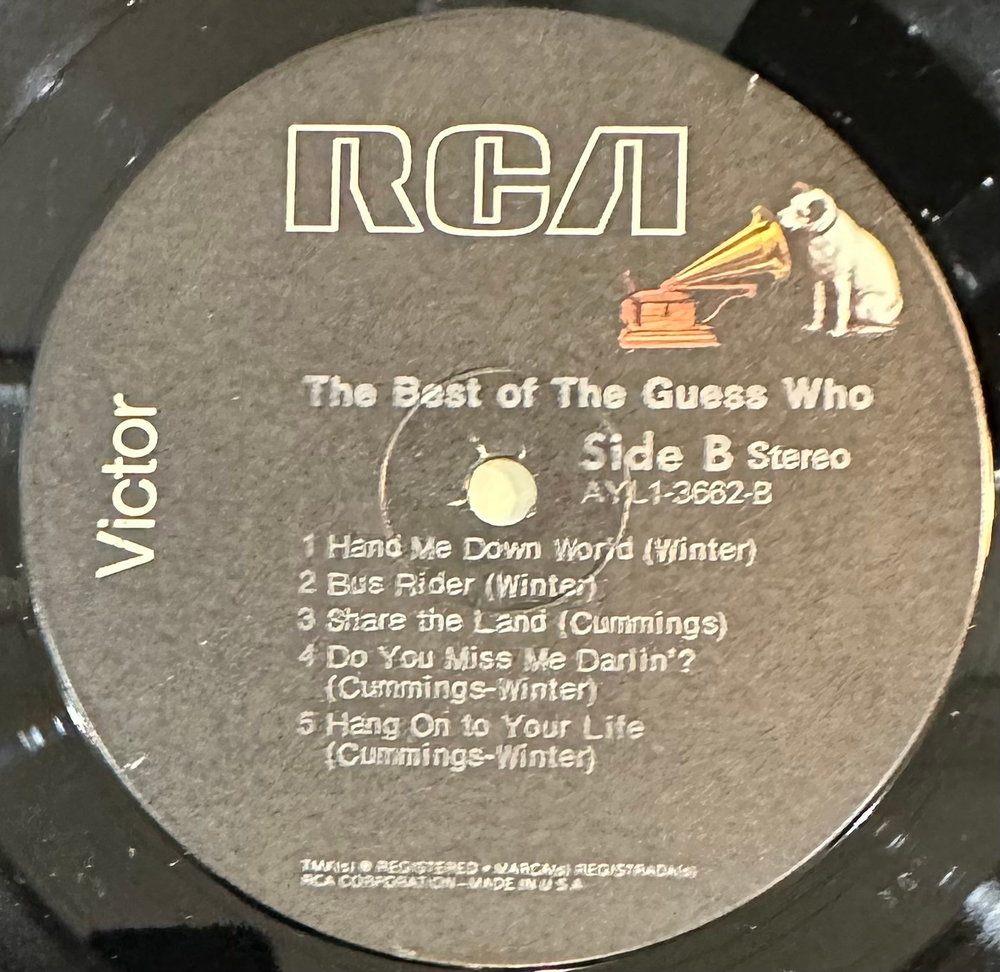 RCA
Victor
The Best of The Guess Who
Side B Stereo
AYL1-3662-B
1 Hand Me Down World (Winter)
2 Bus Rider (Winter)
3 Share the Land (Cummings)
4 Do You Miss Me Darlin'?
(Cummings-Winter)
5 Hang On to Your Life
(Cummings-Winter)
TMK(s) ® REGISTERED • MARCA(s) REGISTRADA(s)
RCA CORPORATION–MADE IN U.S.A.